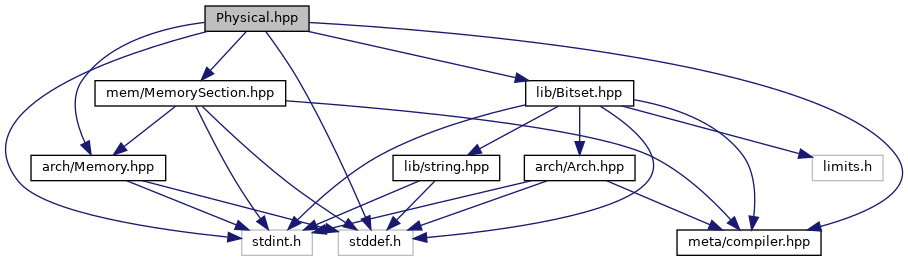 Physical.hpp
mem/MemorySection.hpp
lib/Bitset.hpp
arch/Memory.hpp
lib/string.hpp
arch/Arch.hpp
limits.h
stdint.h
stddef.h
meta/compiler.hpp